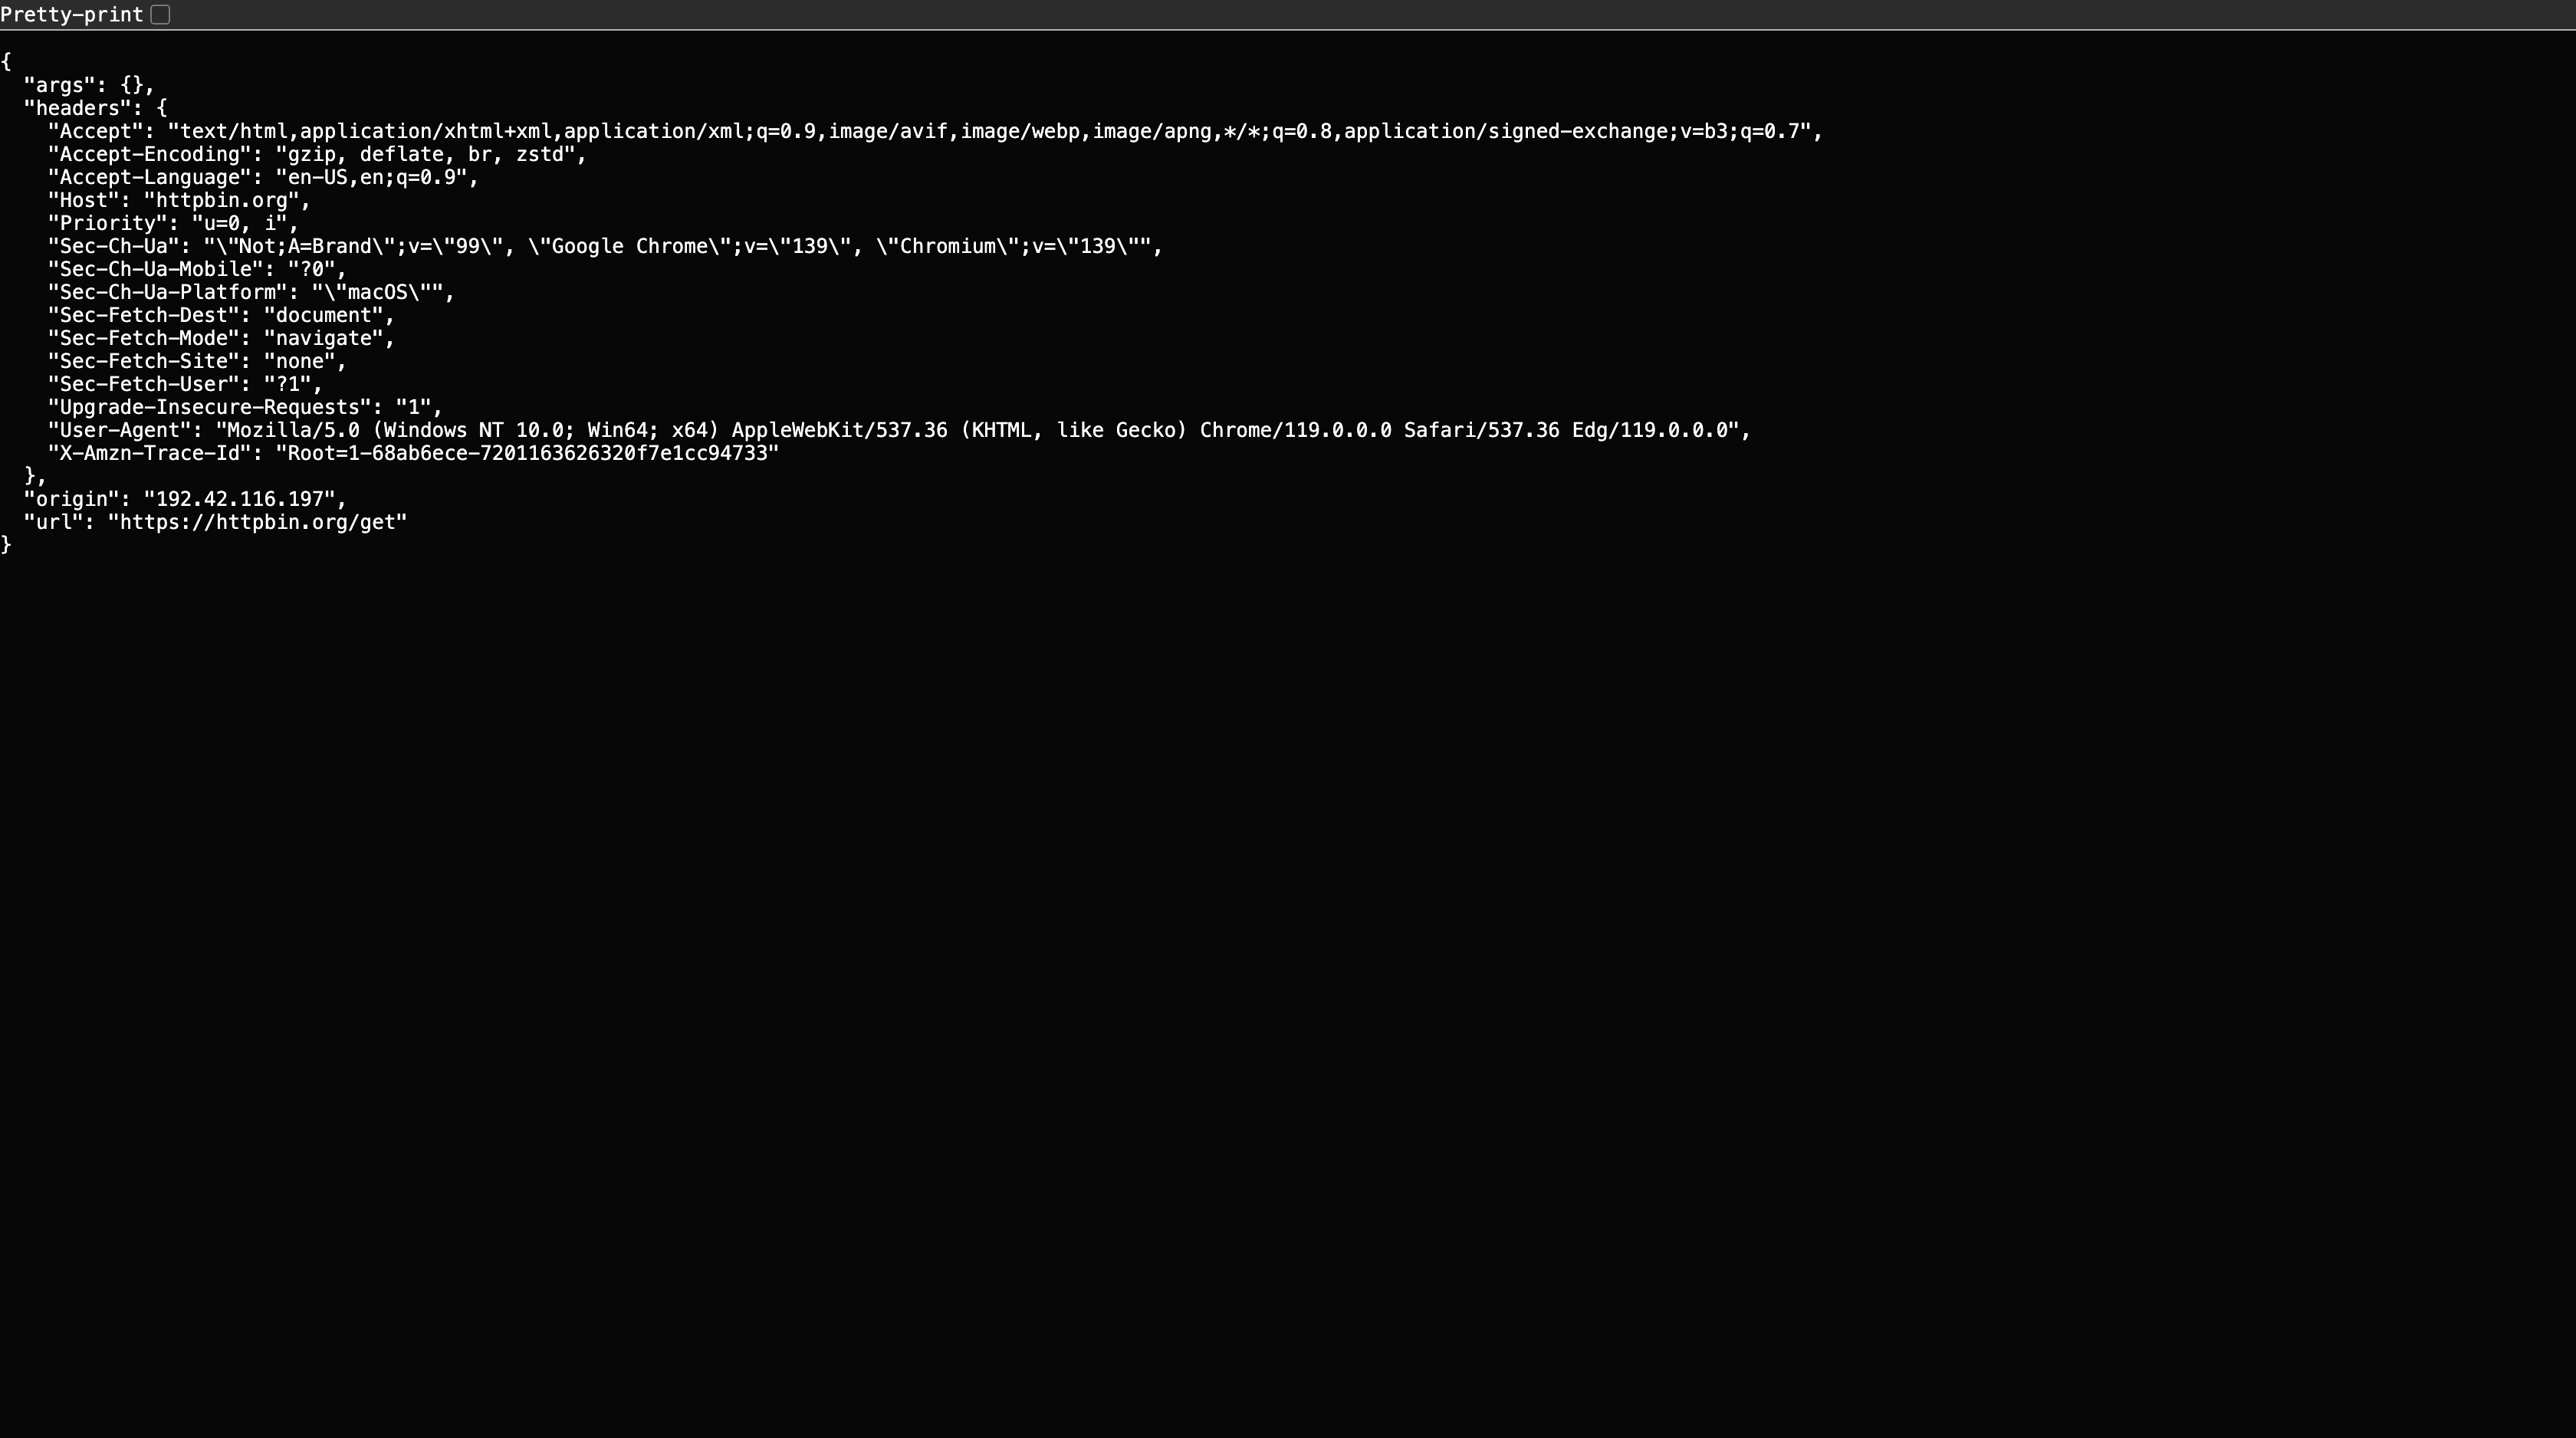 Pretty-print
{
  "args": {},
  "headers": {
    "Accept": "text/html,application/xhtml+xml,application/xml;q=0.9,image/avif,image/webp,image/apng,*/*;q=0.8,application/signed-exchange;v=b3;q=0.7",
    "Accept-Encoding": "gzip, deflate, br, zstd",
    "Accept-Language": "en-US,en;q=0.9",
    "Host": "httpbin.org",
    "Priority": "u=0, i",
    "Sec-Ch-Ua": "\"Not;A=Brand\";v=\"99\", \"Google Chrome\";v=\"139\", \"Chromium\";v=\"139\"",
    "Sec-Ch-Ua-Mobile": "?0",
    "Sec-Ch-Ua-Platform": "\"macOS\"",
    "Sec-Fetch-Dest": "document",
    "Sec-Fetch-Mode": "navigate",
    "Sec-Fetch-Site": "none",
    "Sec-Fetch-User": "?1",
    "Upgrade-Insecure-Requests": "1",
    "User-Agent": "Mozilla/5.0 (Windows NT 10.0; Win64; x64) AppleWebKit/537.36 (KHTML, like Gecko) Chrome/119.0.0.0 Safari/537.36 Edg/119.0.0.0",
    "X-Amzn-Trace-Id": "Root=1-68ab6ece-7201163626320f7e1cc94733"
  },
  "origin": "192.42.116.197",
  "url": "https://httpbin.org/get"
}